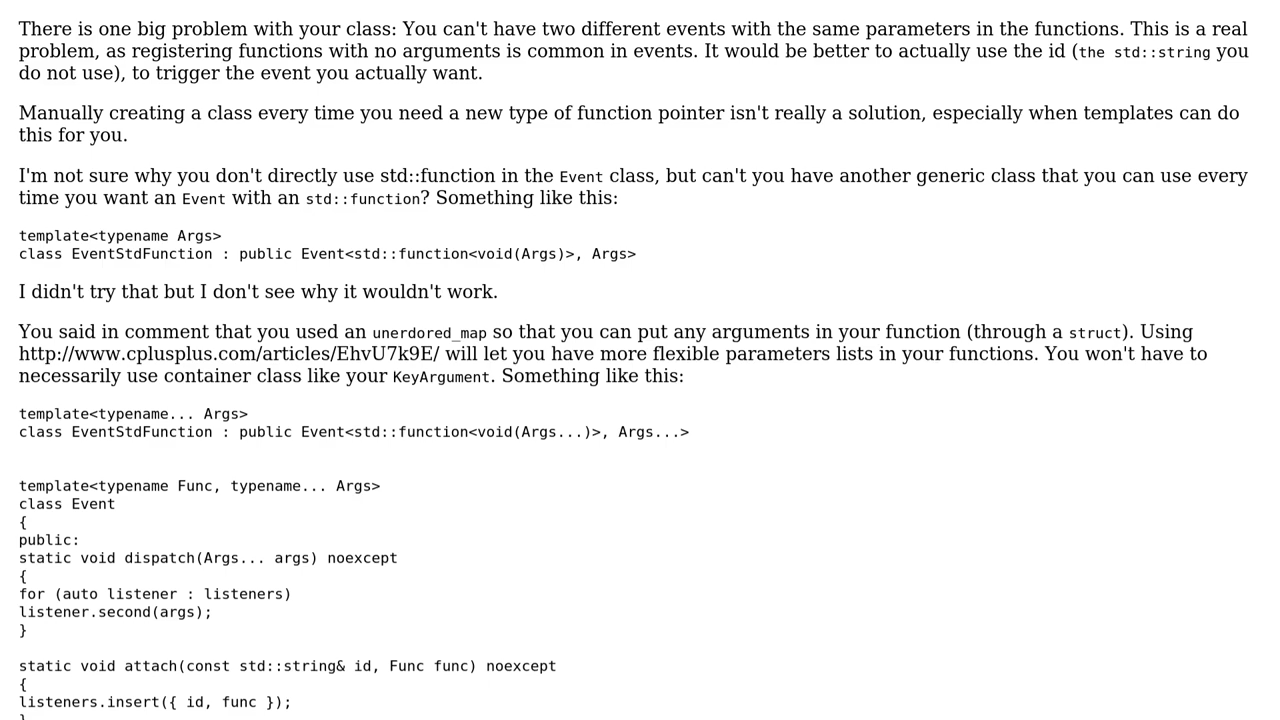 There is one big problem with your class: You can't have two different events with the same parameters in the functions. This is a real
problem, as registering functions with no arguments is common in events. It would be better to actually use the id (the std::string you
do not use), to trigger the event you actually want.
Manually creating a class every time you need a new type of function pointer isn't really a solution, especially when templates can do
this for you.
I'm not sure why you don't directly use std::function in the Event class, but can't you have another generic class that you can use every
time you want an Event with an std::function? Something like this:
template<typename Args>
class EventStdFunction : public Event<std::function<void(Args)>, Args>
I didn't try that but I don't see why it wouldn't work.
You said in comment that you used an unerdored_map so that you can put any arguments in your function (through a struct). Using
http://www.cplusplus.com/articles/EhvU7k9E/ will let you have more flexible parameters lists in your functions. You won't have to
necessarily use container class like your KeyArgument. Something like this:
template<typename... Args>
class EventStdFunction : public Event<std::function<void(Args...)>, Args...>
template<typename Func, typename... Args>
class Event
{
public:
static void dispatch(Args... args) noexcept
{
for (auto listener : listeners)
listener.second(args);
}
static void attach(const std::string& id, Func func) noexcept
{
listeners.insert({ id, func });
}